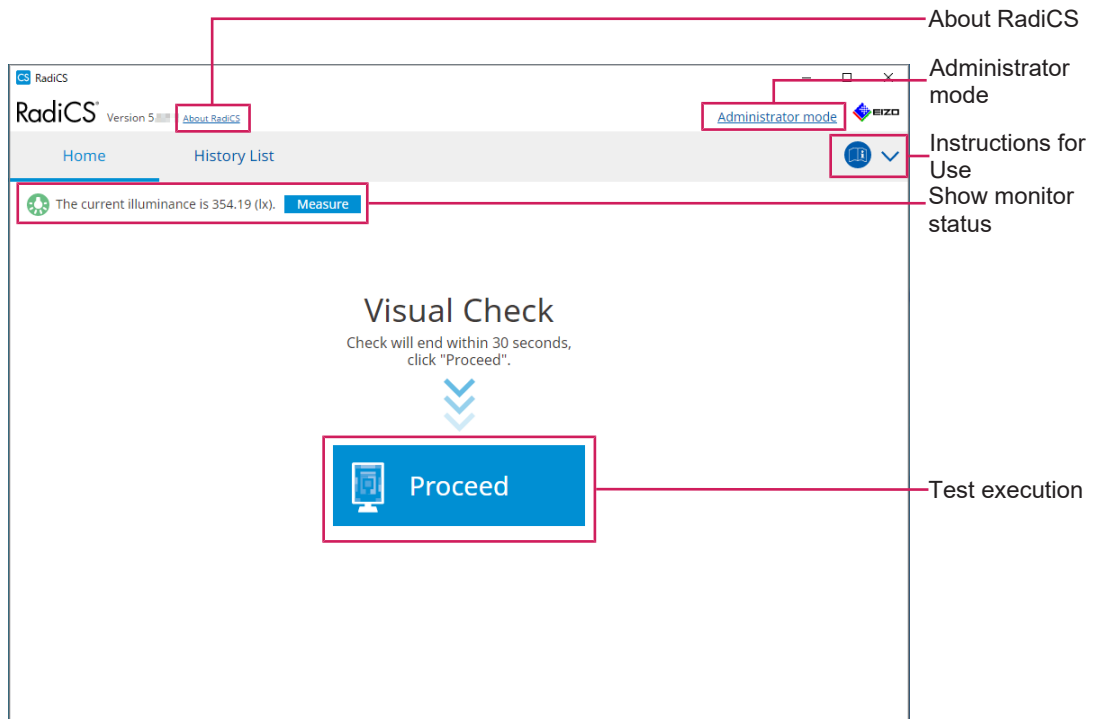 About RadiCS
CS RadiCS
Administrator
mode
RadiCS® Version 5. About RadiCS
Administrator mode
EIZO
Home
History List
Instructions for
Use
The current illuminance is 354.19 (lx).
Measure
Show monitor
status
Visual Check
Check will end within 30 seconds,
click "Proceed".
Proceed
Test execution